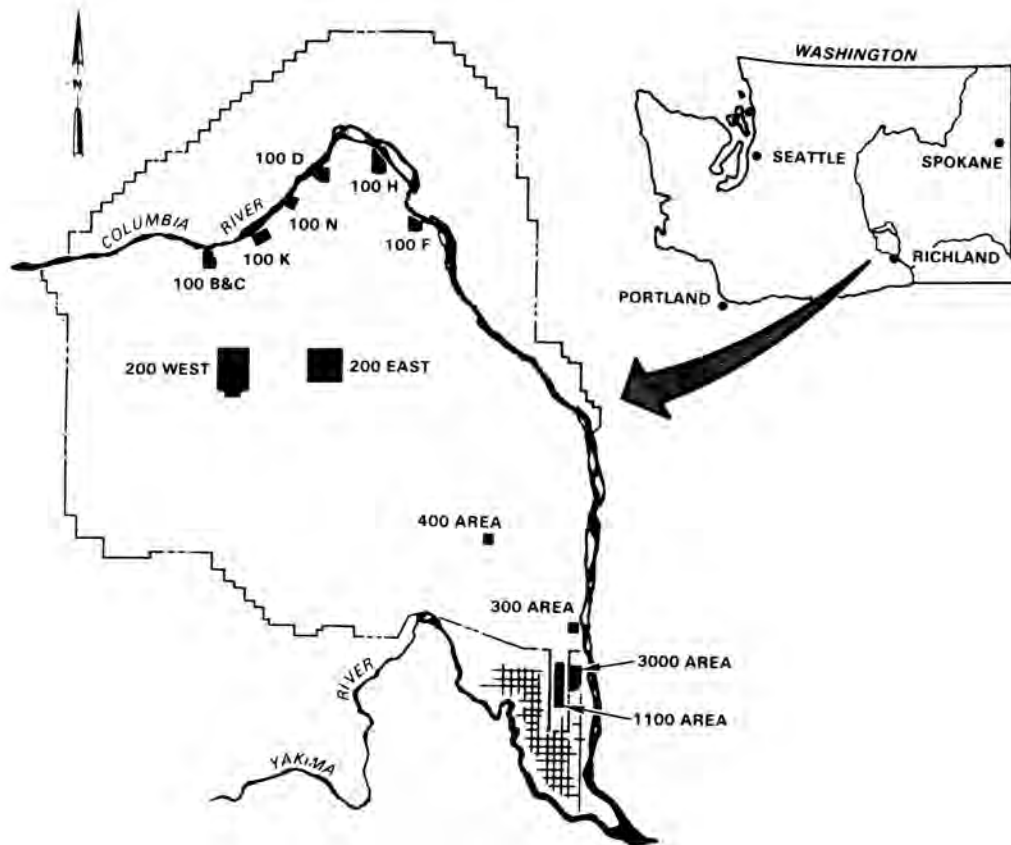 N
WASHINGTON
SEATTLE
SPOKANE
RICHLAND
PORTLAND
100 D
100 H
100 N
100 F
COLUMBIA
RIVER
100 K
100 B&C
200 WEST
200 EAST
400 AREA
300 AREA
3000 AREA
1100 AREA
RIVER
YAKIMA